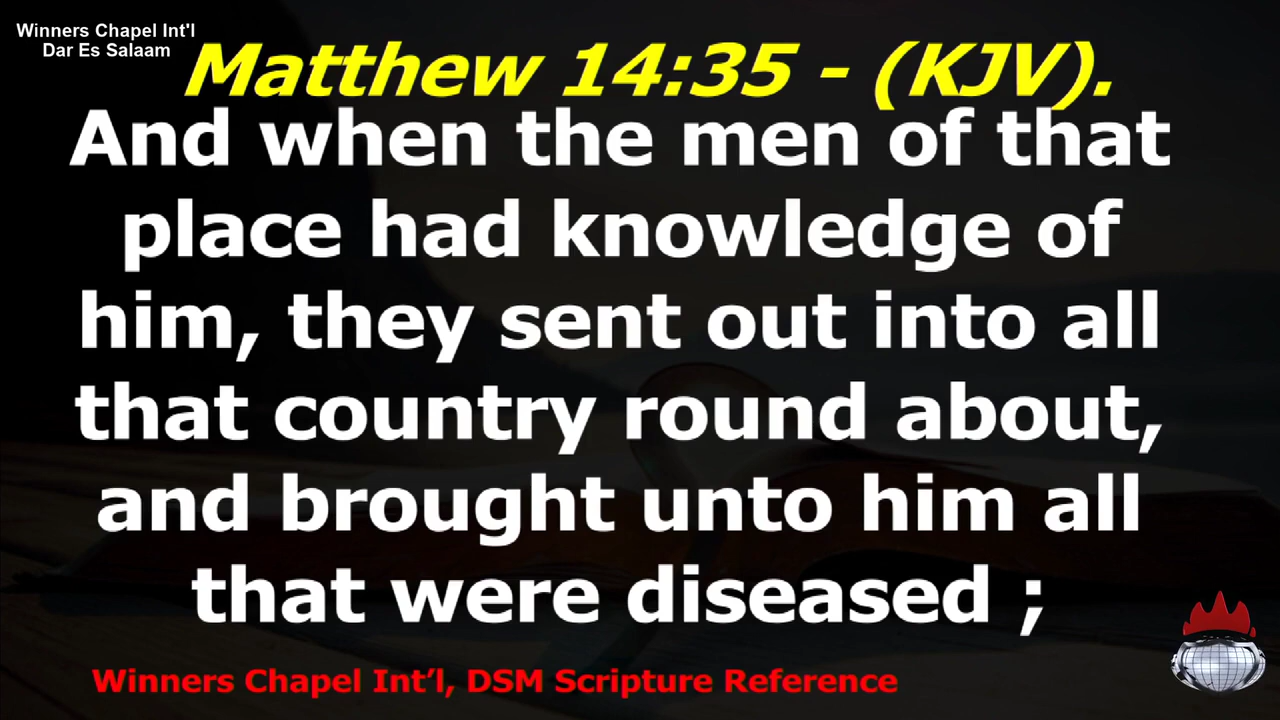 Winners Chapel Int'l
Dar Es Salaam
Matthew 14:35 - (KJV).
And when the men of that
place had knowledge of
him, they sent out into all
that country round about,
and brought unto him all
that were diseased ;
Winners Chapel Int’l, DSM Scripture Reference